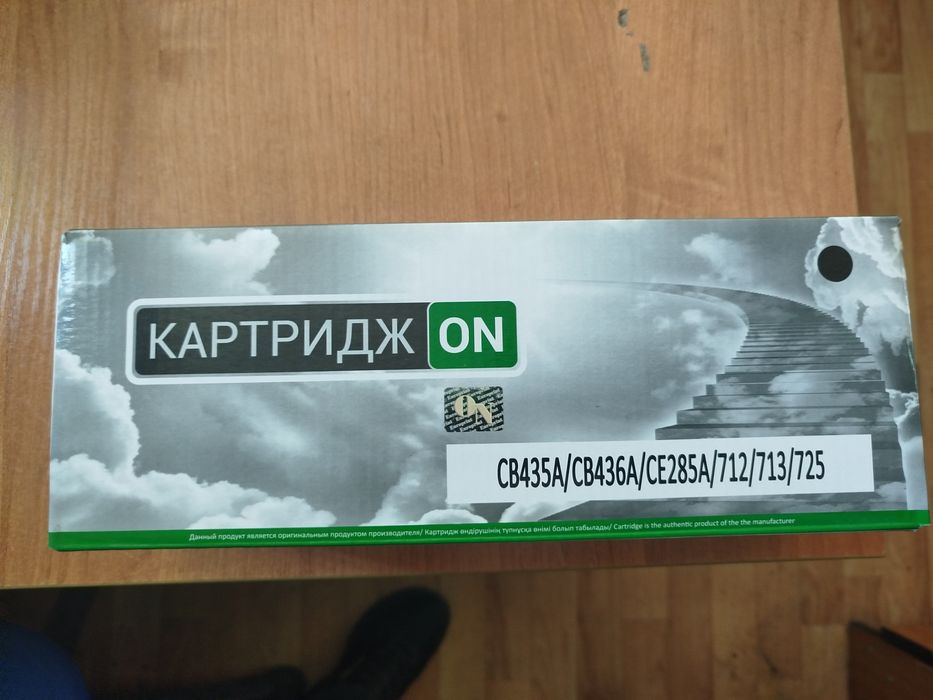 КАРТРИДЖ ON
ON
CB435A/CB436A/CE285A/712/713/725
Данный продукт является оригинальным продуктом производителя/ Картридж өндірушінің түпнұсқа өнімі болып табылады/ Cartridge is the authentic product of the the manufacturer